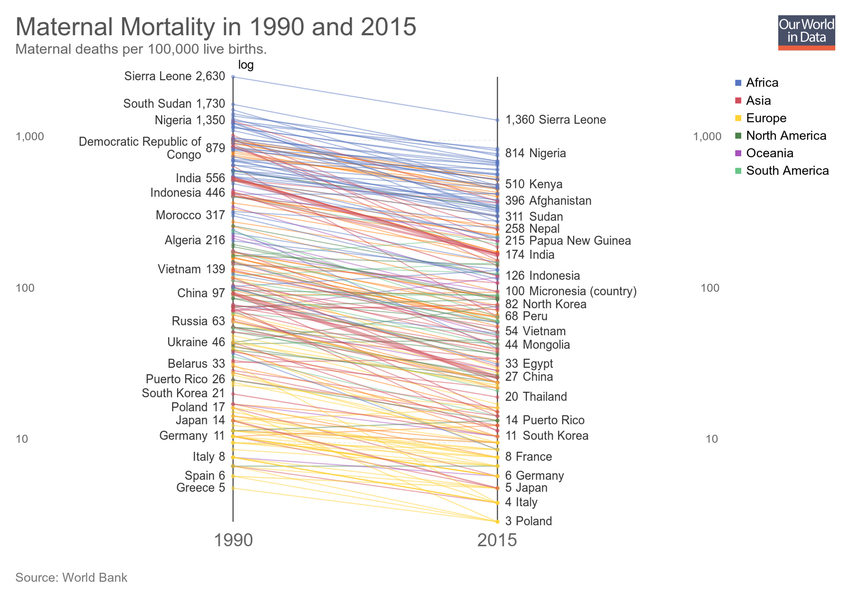 Maternal Mortality in 1990 and 2015
Maternal deaths per 100,000 live births.
Our World
in Data
log
Sierra Leone 2,630
South Sudan 1,730
Nigeria 1,350
1,000
Democratic Republic of
Congo 879
India 556
Indonesia 446
Morocco 317
Algeria 216
Vietnam 139
100
China 97
Russia 63
Ukraine 46
Belarus 33
Puerto Rico 26
South Korea 21
Poland 17
Japan 14
10
Germany 11
Italy 8
Spain 6
Greece 5
1990
1,360 Sierra Leone
1,000
814 Nigeria
510 Kenya
396 Afghanistan
311 Sudan
258 Nepal
215 Papua New Guinea
174 India
126 Indonesia
100 Micronesia (country)
100
82 North Korea
68 Peru
54 Vietnam
44 Mongolia
33 Egypt
27 China
20 Thailand
14 Puerto Rico
11 South Korea
10
8 France
6 Germany
5 Japan
4 Italy
3 Poland
2015
Africa
Asia
Europe
North America
Oceania
South America
Source: World Bank